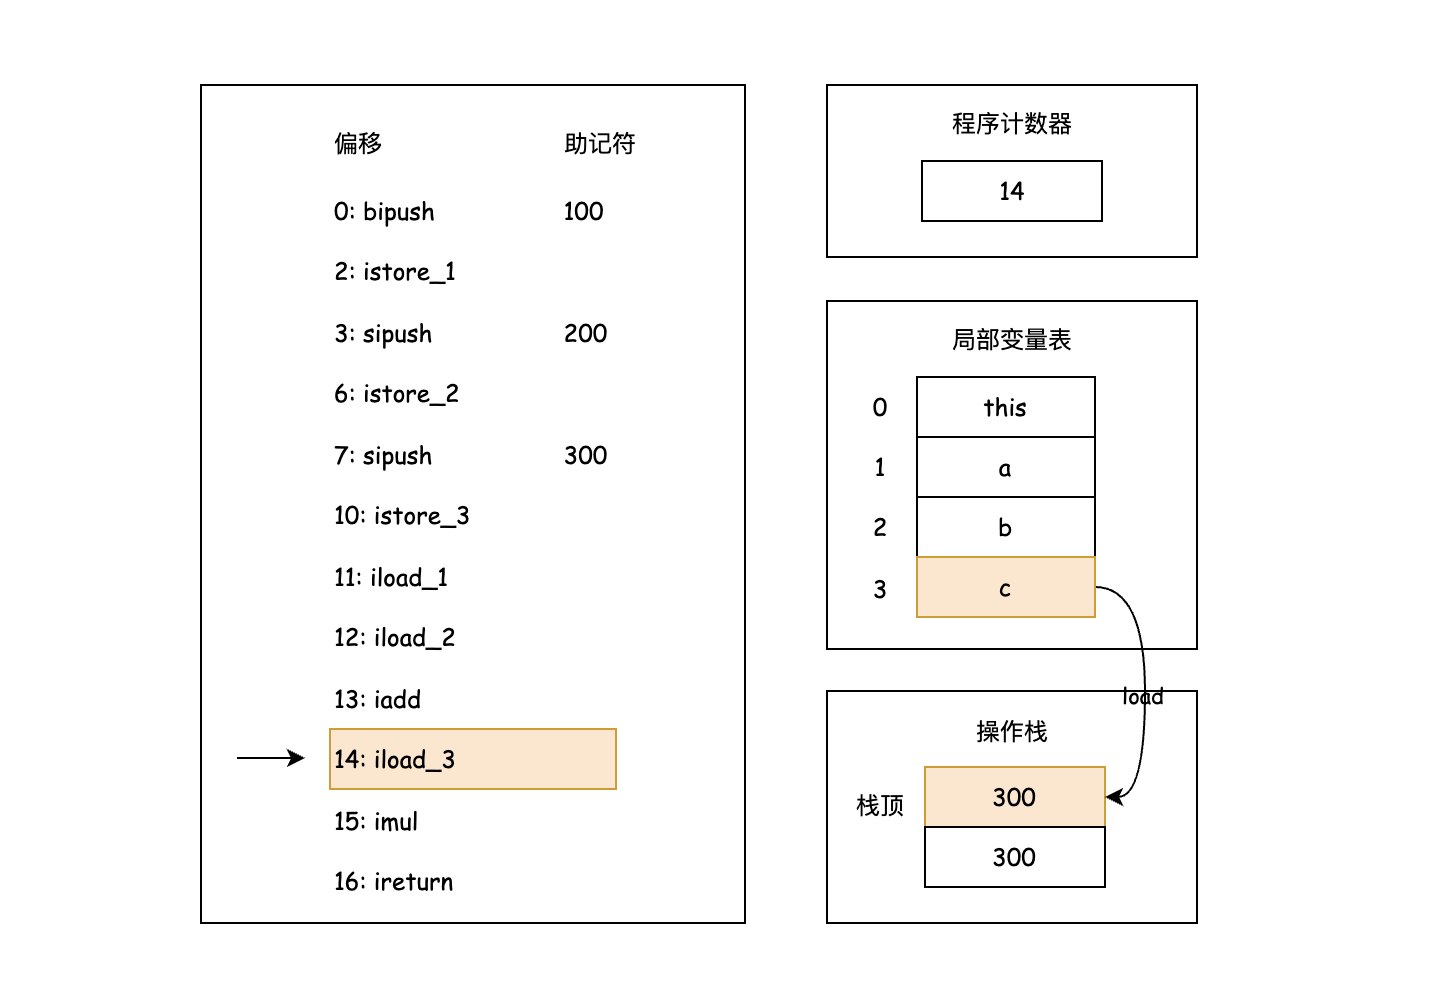 偏移 助记符
0: bipush 100
2: istore_1
3: sipush 200
6: istore_2
7: sipush 300
10: istore_3
11: iload_1
12: iload_2
13: iadd
14: iload_3
15: imul
16: ireturn
程序计数器
14
局部变量表
0 this
1 a
2 b
3 c
load
操作栈
栈顶 300
300